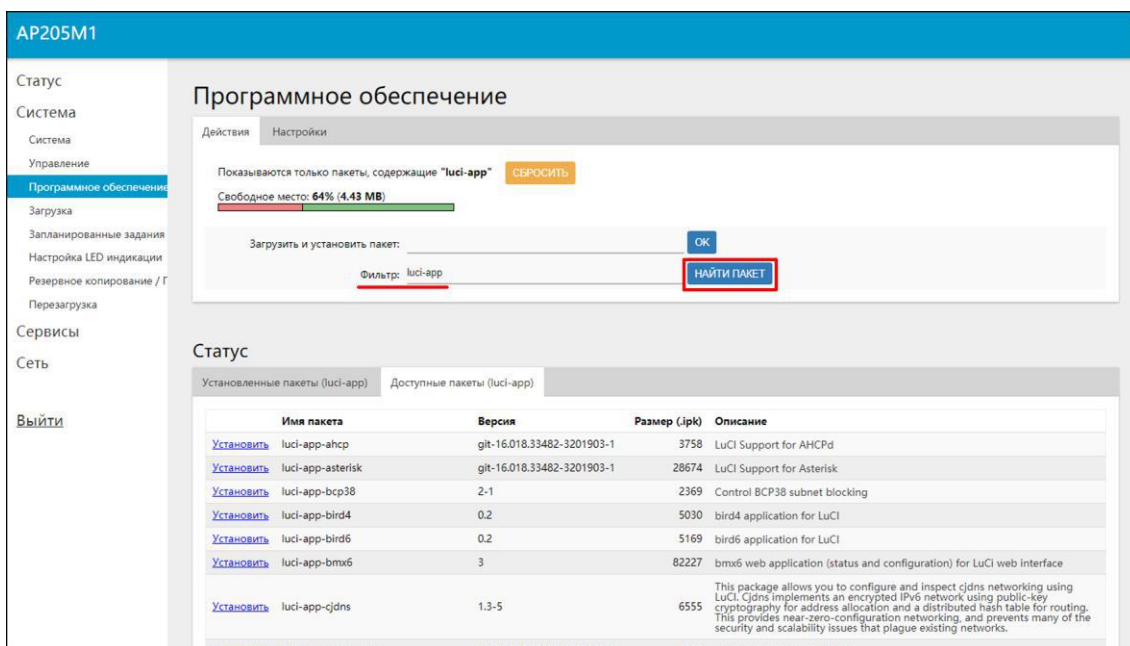 AP205M1
Статус
Система
Система
Управление
Программное обеспечение
Загрузка
Запланированные задания
Настройка LED индикации
Резервное копирование / П
Перезагрузка
Сервисы
Сеть
Выйти
Программное обеспечение
Действия Настройки
Показываются только пакеты, содержащие "luci-app" СБРОСИТЬ
Свободное место: 64% (4.43 MB)
Загрузить и установить пакет: OK
Фильтр: luci-app НАЙТИ ПАКЕТ
Статус
Установленные пакеты (luci-app) Доступные пакеты (luci-app)
Имя пакета Версия Размер (.ipk) Описание
Установить luci-app-ahcp git-16.018.33482-3201903-1 3758 LuCI Support for AHCPd
Установить luci-app-asterisk git-16.018.33482-3201903-1 28674 LuCI Support for Asterisk
Установить luci-app-bcp38 2-1 2369 Control BCP38 subnet blocking
Установить luci-app-bird4 0.2 5030 bird4 application for LuCI
Установить luci-app-bird6 0.2 5169 bird6 application for LuCI
Установить luci-app-bmx6 3 82227 bmx6 web application (status and configuration) for LuCi web interface
Установить luci-app-cjdns 1.3-5 6555 This package allows you to configure and inspect cjdns networking using
LuCI. Cjdns implements an encrypted IPv6 network using public-key
cryptography for address allocation and a distributed hash table for routing.
This provides near-zero-configuration networking, and prevents many of the
security and scalability issues that plague existing networks.